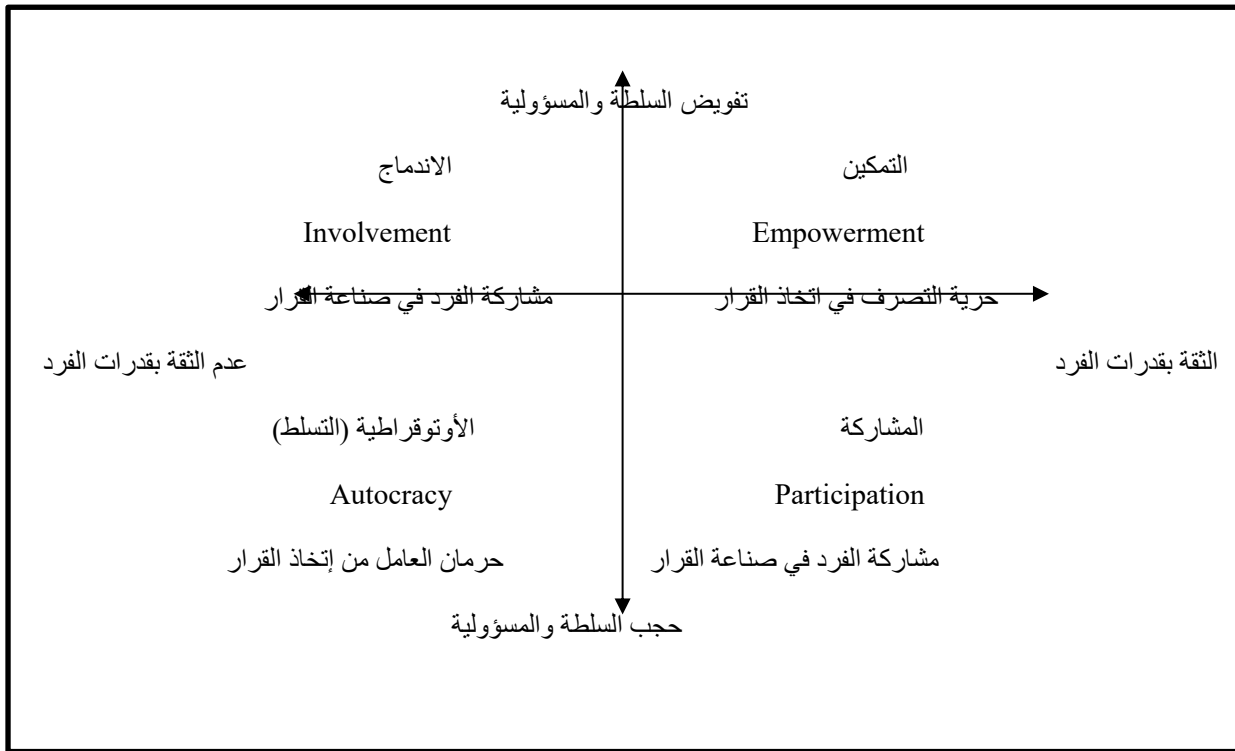 تفويض السلطة والمسؤولية
التمكين
الاندماج
Empowerment
Involvement
حرية التصرف في اتخاذ القرار
مشاركة الفرد في صناعة القرار
الثقة بقدرات الفرد
عدم الثقة بقدرات الفرد
المشاركة
الأوتوقراطية (التسلط)
Participation
Autocracy
مشاركة الفرد في صناعة القرار
حرمان العامل من إتخاذ القرار
حجب السلطة والمسؤولية